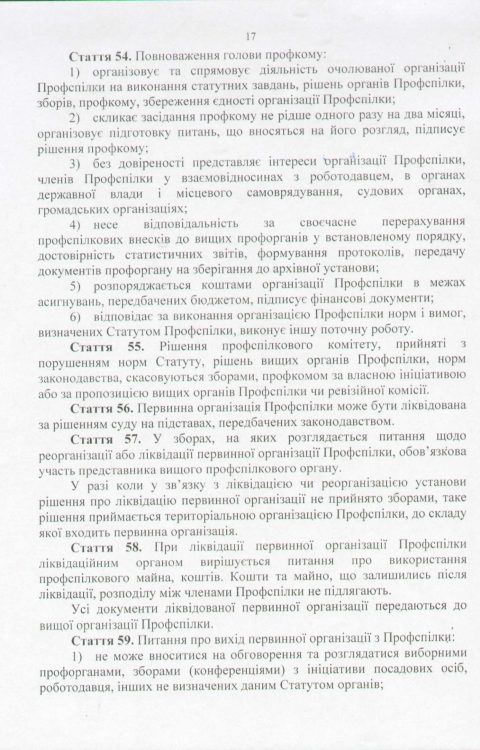 17
Стаття 54. Повноваження голови профкому:
1) організовує та спрямовує діяльність очолюваної організації
Профспілки на виконання статутних завдань, рішень органів Профспілки,
зборів, профкому, збереження єдності організації Профспілки;
2) скликає засідання профкому не рідше одного разу на два місяці,
організовує підготовку питань, що вносяться на його розгляд, підписує
рішення профкому;
3) без довіреності представляє інтереси організації Профспілки,
членів Профспілки у взаємовідносинах з роботодавцем, в органах
державної влади і місцевого самоврядування, судових органах,
громадських організаціях;
4) несе відповідальність за своєчасне перерахування
профспілкових внесків до вищих профорганів у встановленому порядку,
достовірність статистичних звітів, формування протоколів, передачу
документів профоргану на зберігання до архівної установи;
5) розпоряджається коштами організації Профспілки в межах
асигнувань, передбачених бюджетом, підписує фінансові документи;
6) відповідає за виконання організацією Профспілки норм і вимог,
визначених Статутом Профспілки, виконує іншу поточну роботу.
Стаття 55. Рішення профспілкового комітету, прийняті з
порушенням норм Статуту, рішень вищих органів Профспілки, норм
законодавства, скасовуються зборами, профкомом за власною ініціативою
або за пропозицією вищих органів Профспілки чи ревізійної комісії.
Стаття 56. Первинна організація Профспілки може бути ліквідована
за рішенням суду на підставах, передбачених законодавством.
Стаття 57. У зборах, на яких розглядається питання щодо
реорганізації або ліквідації первинної організації Профспілки, обов'язкова
участь представника вищого профспілкового органу.
У разі коли у зв'язку з ліквідацією чи реорганізацією установи
рішення про ліквідацію первинної організації не прийнято зборами, таке
рішення приймається територіальною організацією Профспілки, до складу
якої входить первинна організація.
Стаття 58. При ліквідації первинної організації Профспілки
ліквідаційним органом вирішується питання про використання
профспілкового майна, коштів. Кошти та майно, що залишились після
ліквідації, розподілу між членами Профспілки не підлягають.
Усі документи ліквідованої первинної організації передаються до
вищої організації Профспілки.
Стаття 59. Питання про вихід первинної організації з Профспілки:
1) не може вноситися на обговорення та розглядатися виборними
профорганами, зборами (конференціями) з ініціативи посадових осіб,
роботодавця, інших не визначених даним Статутом органів;